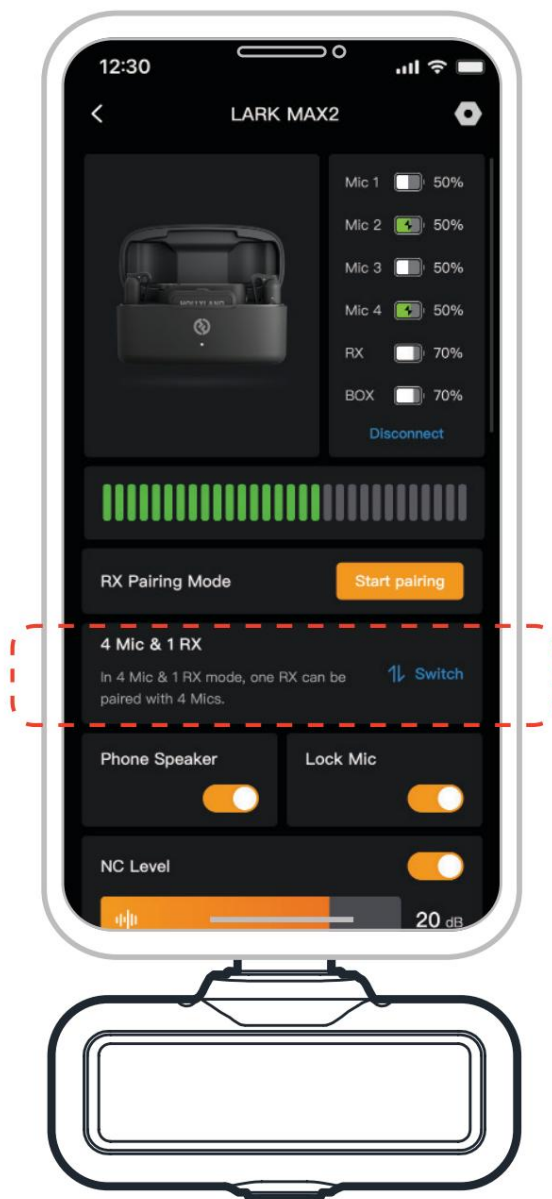 12:30
LARK MAX2
Mic 1 50%
Mic 2 50%
Mic 3 50%
Mic 4 50%
RX 70%
BOX 70%
Disconnect
HOLLYLAND
RX Pairing Mode
Start pairing
4 Mic & 1 RX
In 4 Mic & 1 RX mode, one RX can be
paired with 4 Mics.
Switch
Phone Speaker
Lock Mic
NC Level
20 dB